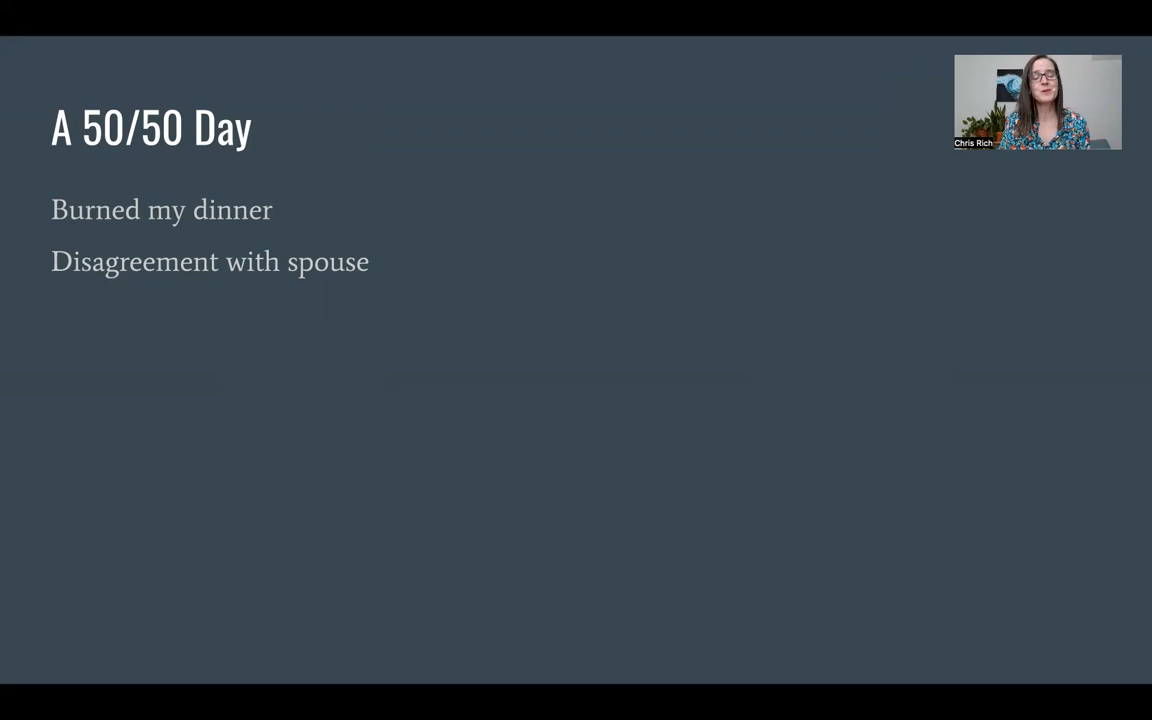 A 50/50 Day
Chris Rich
Burned my dinner
Disagreement with spouse